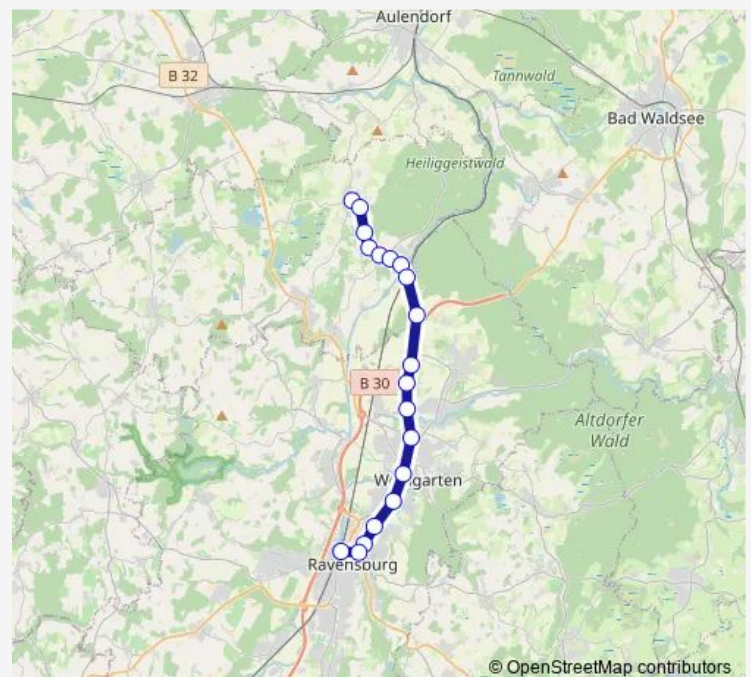 Aulendorf
B 32
Tannwald
Bad Waldsee
Heiliggeistwald
B 30
Altdorfer
Wald
Weingarten
Ravensburg
© OpenStreetMap contributors